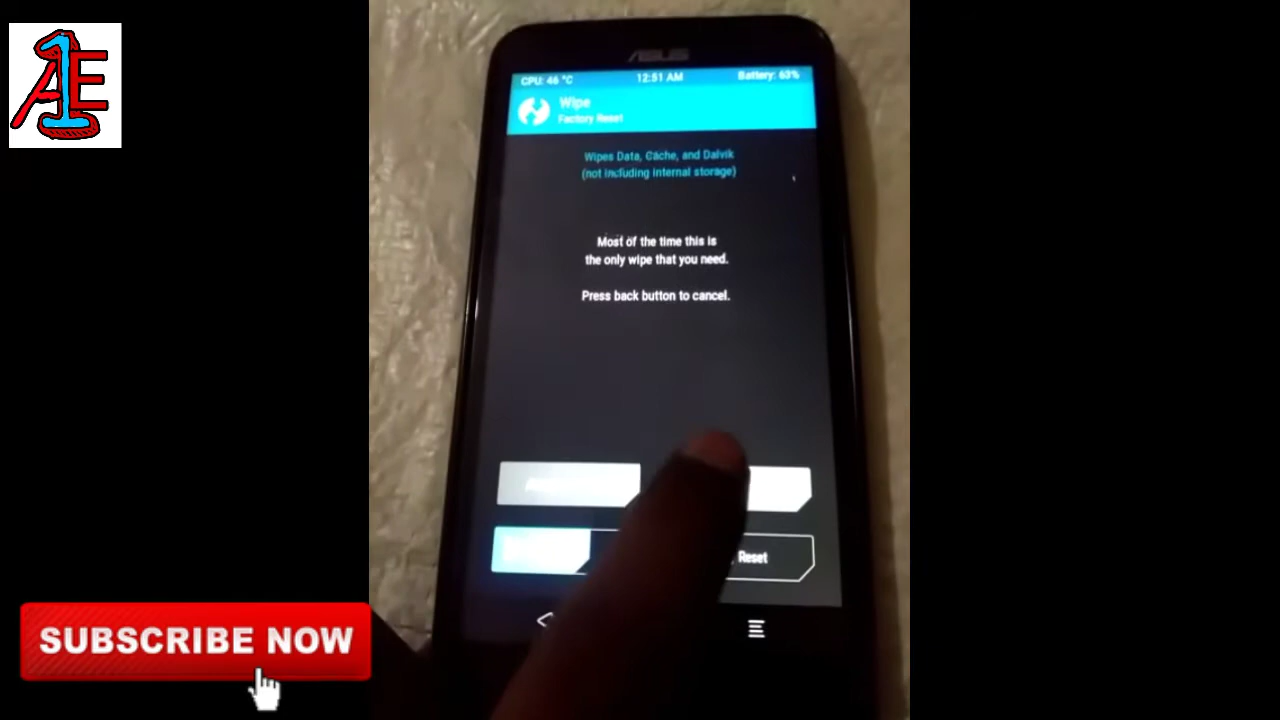 A1E
ASUS
CPU: 46 °C
12:51 AM
Battery: 63%
Wipe
Factory Reset
Wipes Data, Cache, and Dalvik
(not including internal storage)
Most of the time this is
the only wipe that you need.
Press back button to cancel.
Reset
SUBSCRIBE NOW